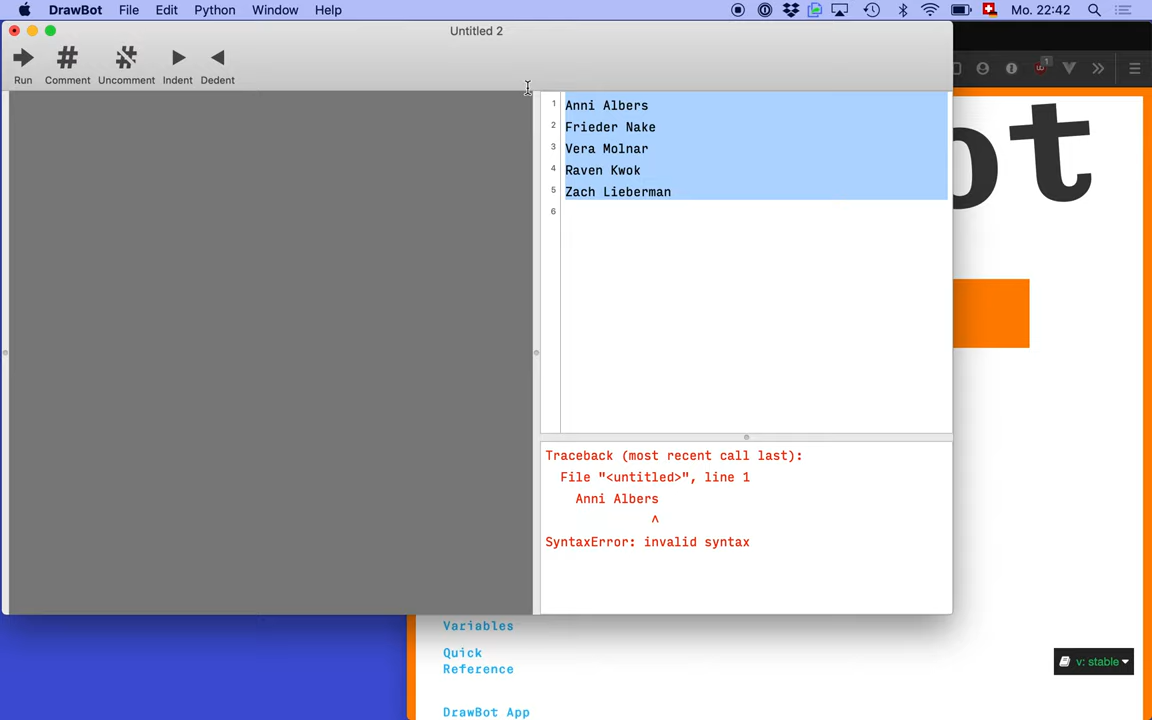 DrawBot File Edit Python Window Help
Mo. 22:42
Untitled 2
Run Comment Uncomment Indent Dedent
1 Anni Albers
2 Frieder Nake
3 Vera Molnar
4 Raven Kwok
5 Zach Lieberman
6
Traceback (most recent call last):
File "<untitled>", line 1
Anni Albers
^
SyntaxError: invalid syntax
ot
1
Variables
Quick
Reference
DrawBot App
v: stable